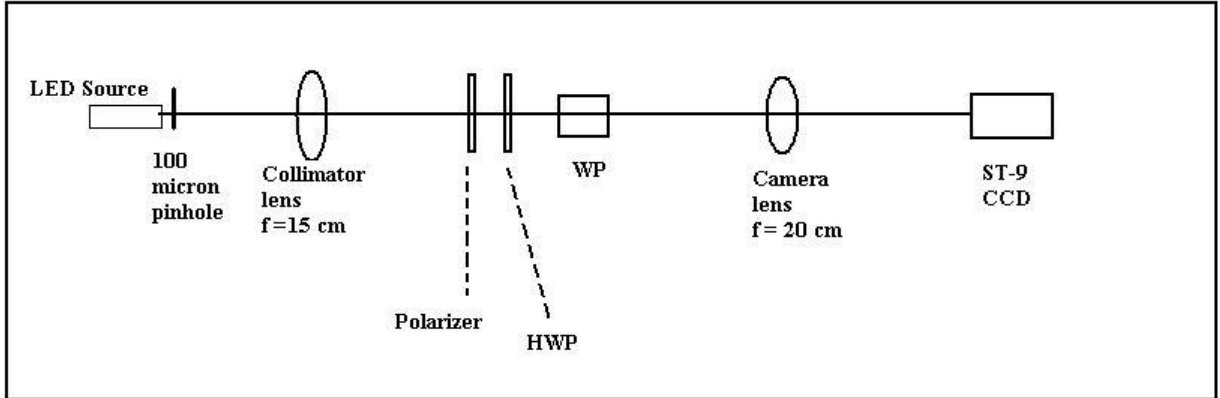 LED Source
100
micron
pinhole
Collimator
lens
f=15 cm
WP
Camera
lens
f= 20 cm
ST-9
CCD
Polarizer
HWP